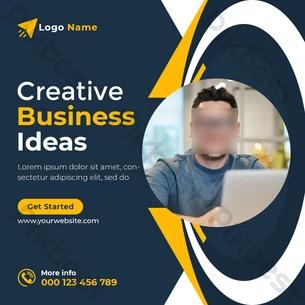 Logo Name
Creative
Business
Ideas
Lorem ipsum dolor sit amet, con-
sectetur adipiscing elit, sed do
Get Started
www.yourwebsite.com
More info
000 123 456 789